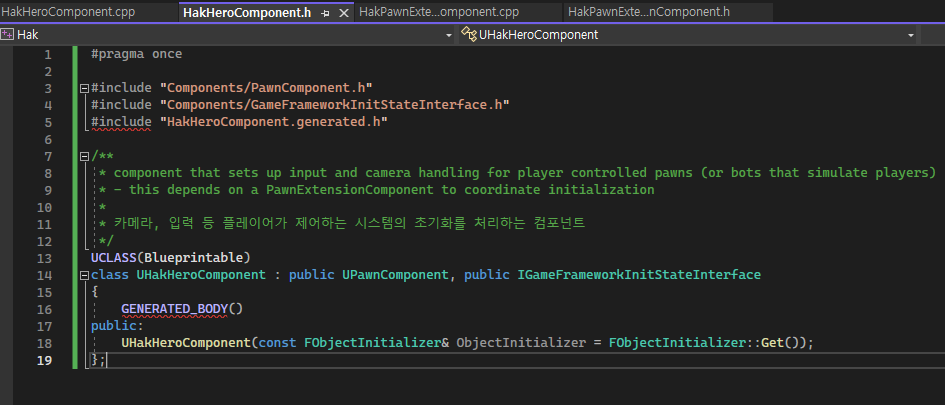 HakHeroComponent.cpp HakHeroComponent.h HakPawnExte...omponent.cpp HakPawnExte...nComponent.h
Hak UHakHeroComponent
1 #pragma once
2
3 #include "Components/PawnComponent.h"
4 #include "Components/GameFrameworkInitStateInterface.h"
5 #include "HakHeroComponent.generated.h"
6
7 /**
8 * component that sets up input and camera handling for player controlled pawns (or bots that simulate players)
9 * - this depends on a PawnExtensionComponent to coordinate initialization
10 *
11 * 카메라, 입력 등 플레이어가 제어하는 시스템의 초기화를 처리하는 컴포넌트
12 */
13 UCLASS(Blueprintable)
14 class UHakHeroComponent : public UPawnComponent, public IGameFrameworkInitStateInterface
15 {
16 GENERATED_BODY()
17 public:
18 UHakHeroComponent(const FObjectInitializer& ObjectInitializer = FObjectInitializer::Get());
19 };